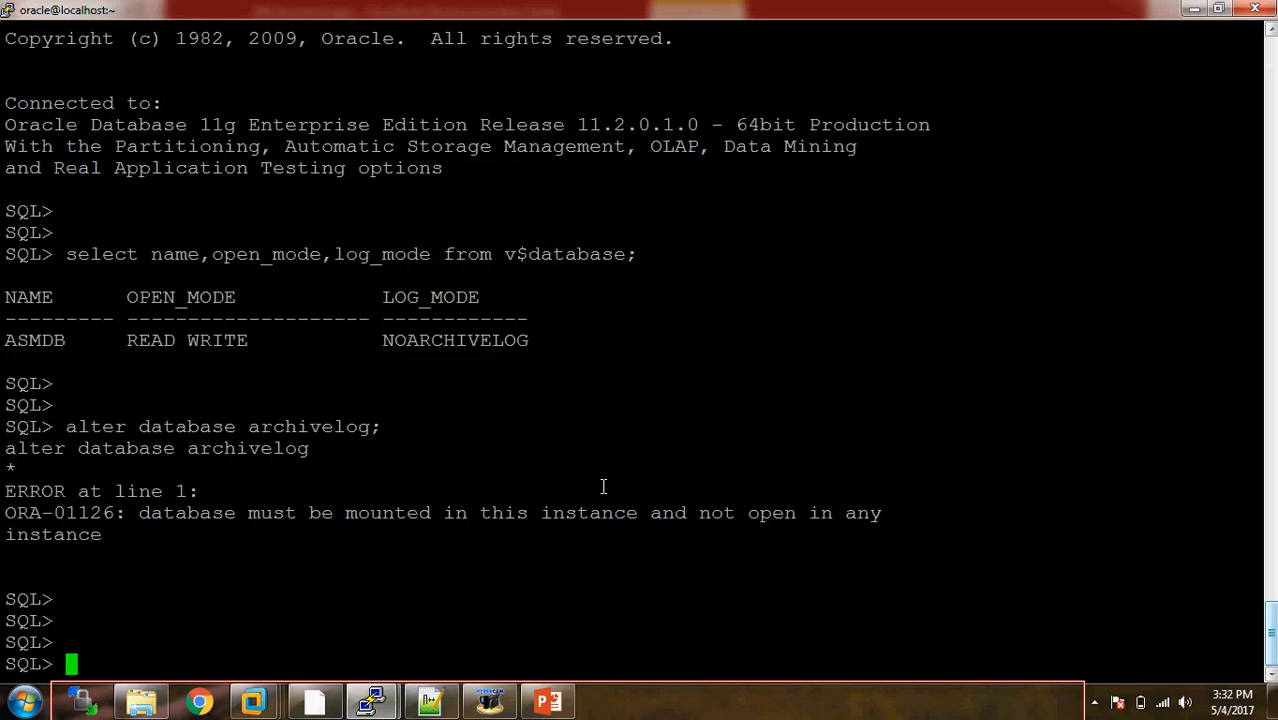 oracle@localhost:~
Copyright (c) 1982, 2009, Oracle.  All rights reserved.
Connected to:
Oracle Database 11g Enterprise Edition Release 11.2.0.1.0 - 64bit Production
With the Partitioning, Automatic Storage Management, OLAP, Data Mining
and Real Application Testing options
SQL>
SQL>
SQL> select name,open_mode,log_mode from v$database;
NAME      OPEN_MODE            LOG_MODE
--------- -------------------- ------------
ASMDB     READ WRITE           NOARCHIVELOG
SQL>
SQL>
SQL> alter database archivelog;
alter database archivelog
*
ERROR at line 1:
ORA-01126: database must be mounted in this instance and not open in any
instance
SQL>
SQL>
SQL>
SQL>
3:32 PM
5/4/2017